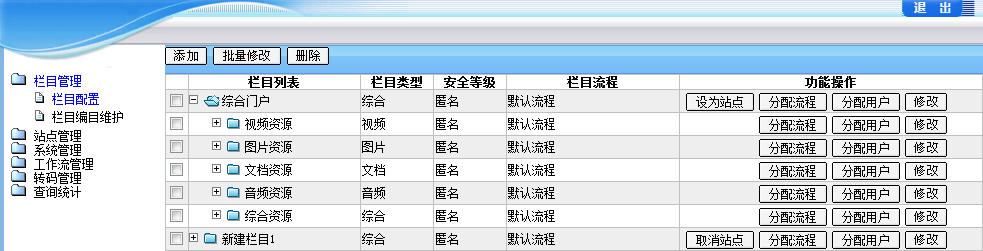 退 出
添加 批量修改 删除
栏目管理
栏目配置
栏目编目维护
站点管理
系统管理
工作流管理
转码管理
查询统计
栏目列表 栏目类型 安全等级 栏目流程 功能操作
综合门户 综合 匿名 默认流程 设为站点 分配流程 分配用户 修改
视频资源 视频 匿名 默认流程 分配流程 分配用户 修改
图片资源 图片 匿名 默认流程 分配流程 分配用户 修改
文档资源 文档 匿名 默认流程 分配流程 分配用户 修改
音频资源 音频 匿名 默认流程 分配流程 分配用户 修改
综合资源 综合 匿名 默认流程 分配流程 分配用户 修改
新建栏目1 综合 匿名 默认流程 取消站点 分配流程 分配用户 修改